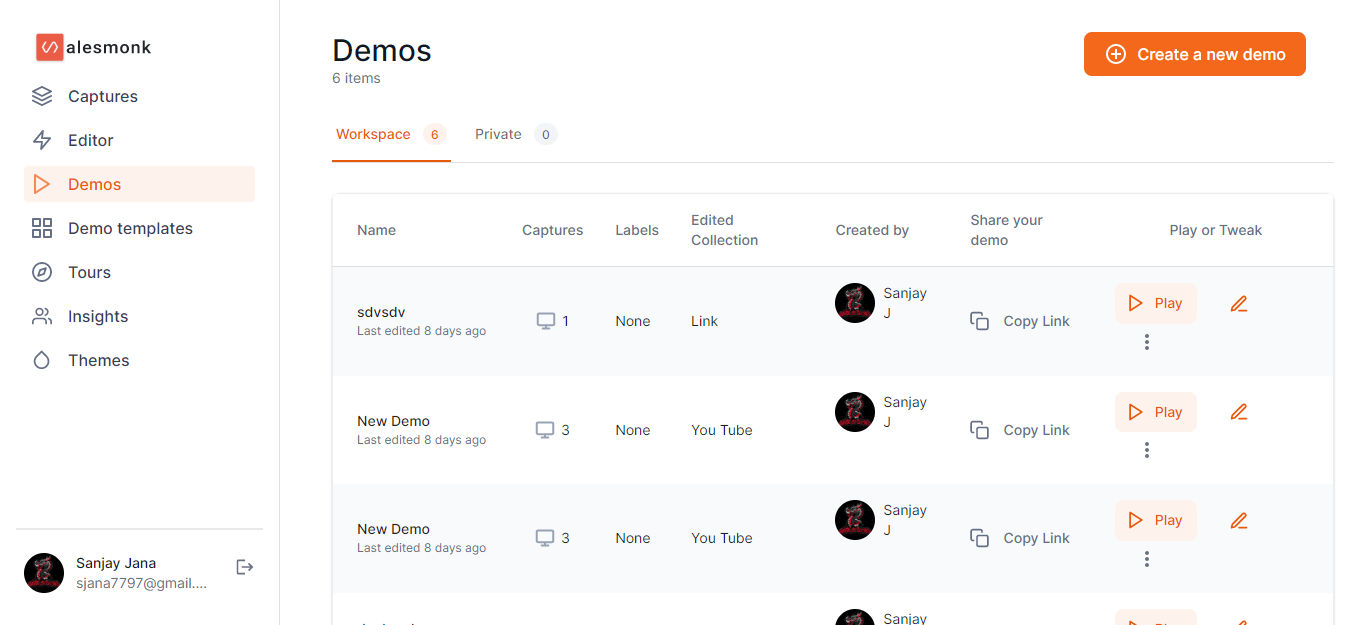 alesmonk
Captures
Editor
Demos
Demo templates
Tours
Insights
Themes
Sanjay Jana
sjana7797@gmail....
Demos
6 items
Create a new demo
Workspace 6 Private 0
Name Captures Labels Edited Collection Created by Share your demo Play or Tweak
sdvsdv
Last edited 8 days ago
1 None Link Sanjay J Copy Link Play
New Demo
Last edited 8 days ago
3 None You Tube Sanjay J Copy Link Play
New Demo
Last edited 8 days ago
3 None You Tube Sanjay J Copy Link Play
Sanjay